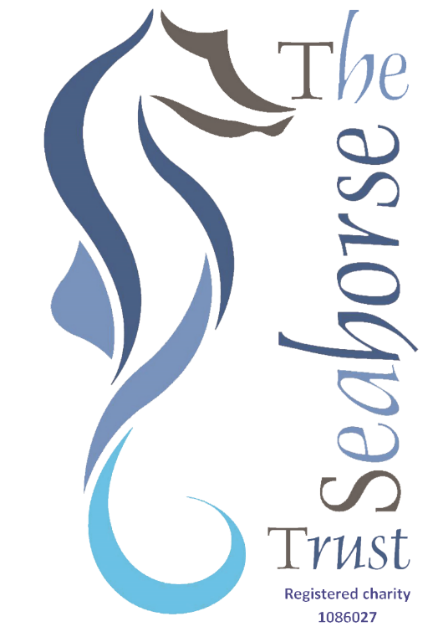 The
Seahorse
Trust
Registered charity
1086027